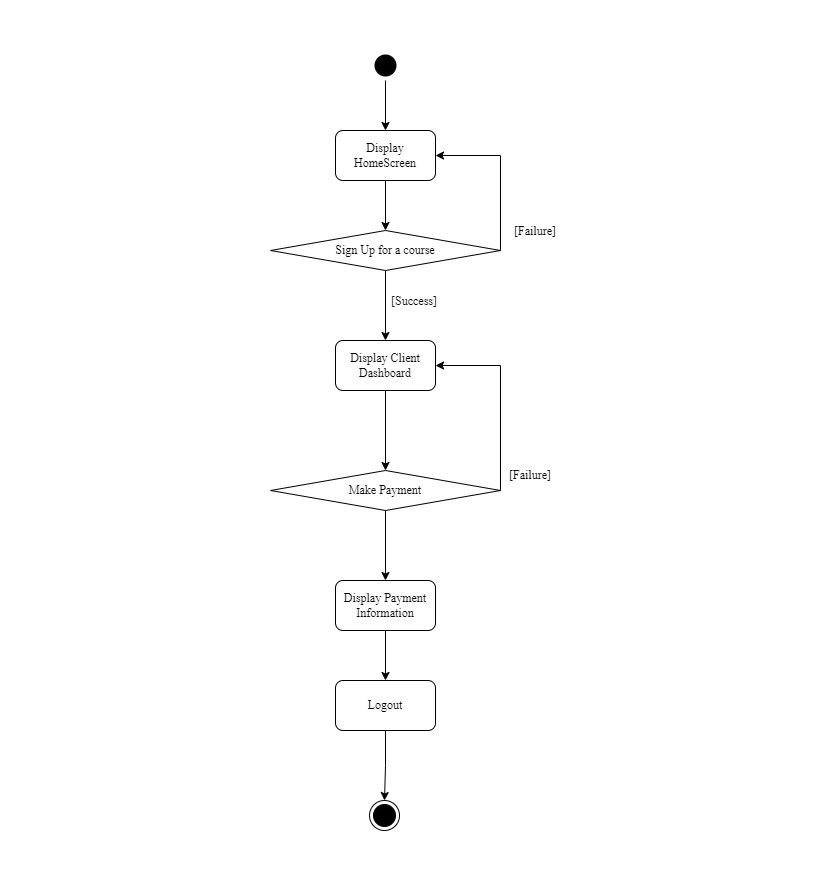 Display
HomeScreen
[Failure]
Sign Up for a course
[Success]
Display Client
Dashboard
[Failure]
Make Payment
Display Payment
Information
Logout